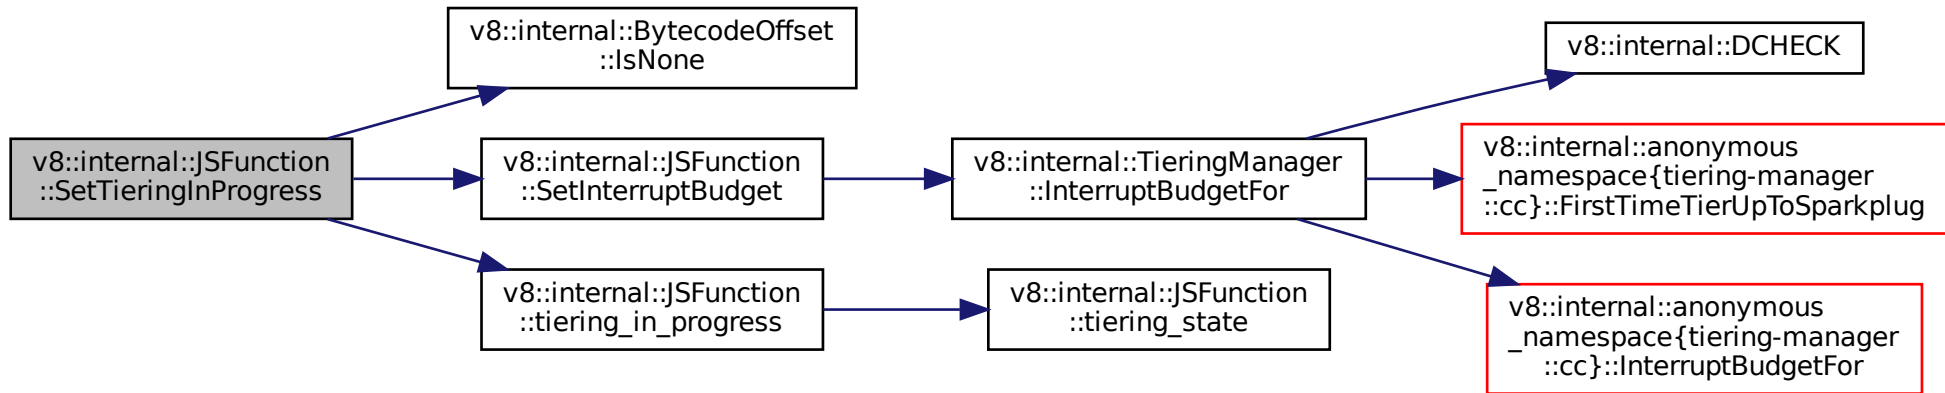 v8::internal::JSFunction
::SetTieringInProgress
v8::internal::BytecodeOffset
::IsNone
v8::internal::JSFunction
::SetInterruptBudget
v8::internal::JSFunction
::tiering_in_progress
v8::internal::TieringManager
::InterruptBudgetFor
v8::internal::JSFunction
::tiering_state
v8::internal::DCHECK
v8::internal::anonymous
_namespace{tiering-manager
::cc}::FirstTimeTierUpToSparkplug
v8::internal::anonymous
_namespace{tiering-manager
::cc}::InterruptBudgetFor